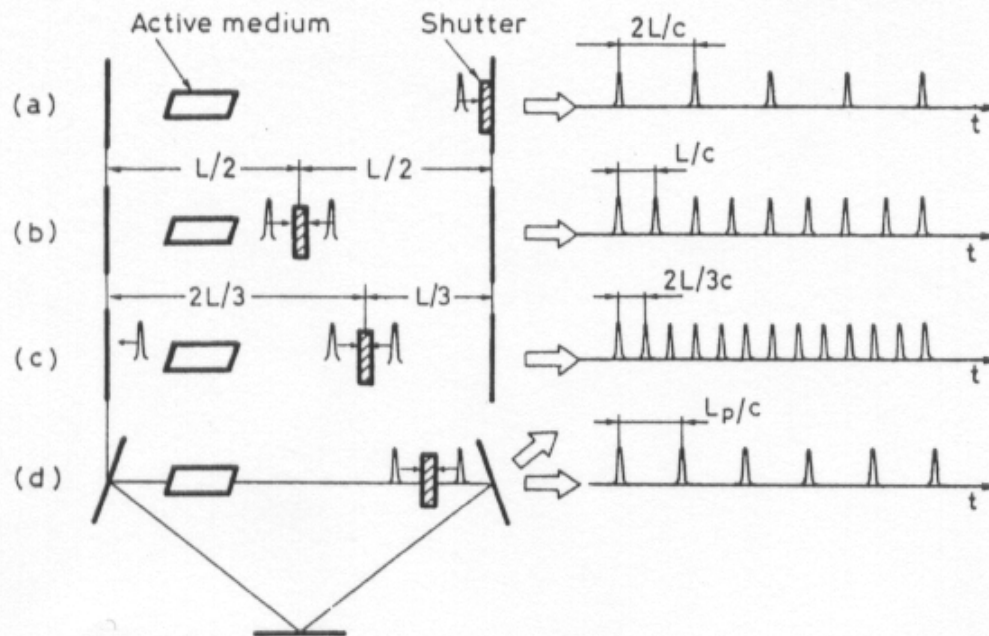 Active medium Shutter 2L/c
(a) t
L/2 L/2 L/c
(b) t
2L/3 L/3 2L/3c
(c) t
Lp/c
(d) t